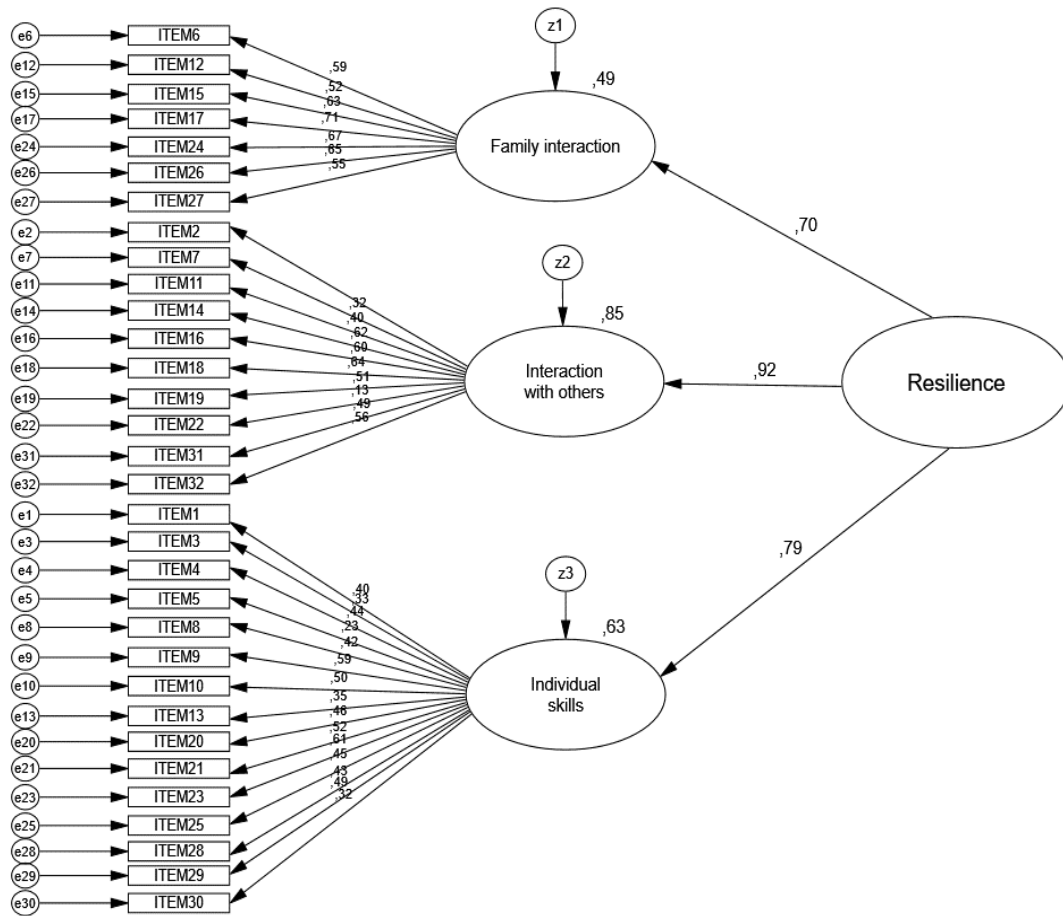 e6 ITEM6
e12 ITEM12
e15 ITEM15
e17 ITEM17
e24 ITEM24
e26 ITEM26
e27 ITEM27
,59
,52
,63
,71
,67
,65
,55
z1
,49
Family interaction
,70
e2 ITEM2
e7 ITEM7
e11 ITEM11
e14 ITEM14
e16 ITEM16
e18 ITEM18
e19 ITEM19
e22 ITEM22
e31 ITEM31
e32 ITEM32
,32
,40
,62
,60
,64
,51
,13
,49
,56
z2
,85
Interaction
with others
,92
Resilience
e1 ITEM1
e3 ITEM3
e4 ITEM4
e5 ITEM5
e8 ITEM8
e9 ITEM9
e10 ITEM10
e13 ITEM13
e20 ITEM20
e21 ITEM21
e23 ITEM23
e25 ITEM25
e28 ITEM28
e29 ITEM29
e30 ITEM30
,40
,33
,44
,23
,42
,59
,50
,35
,46
,52
,61
,45
,43
,49
,32
z3
,63
Individual
skills
,79